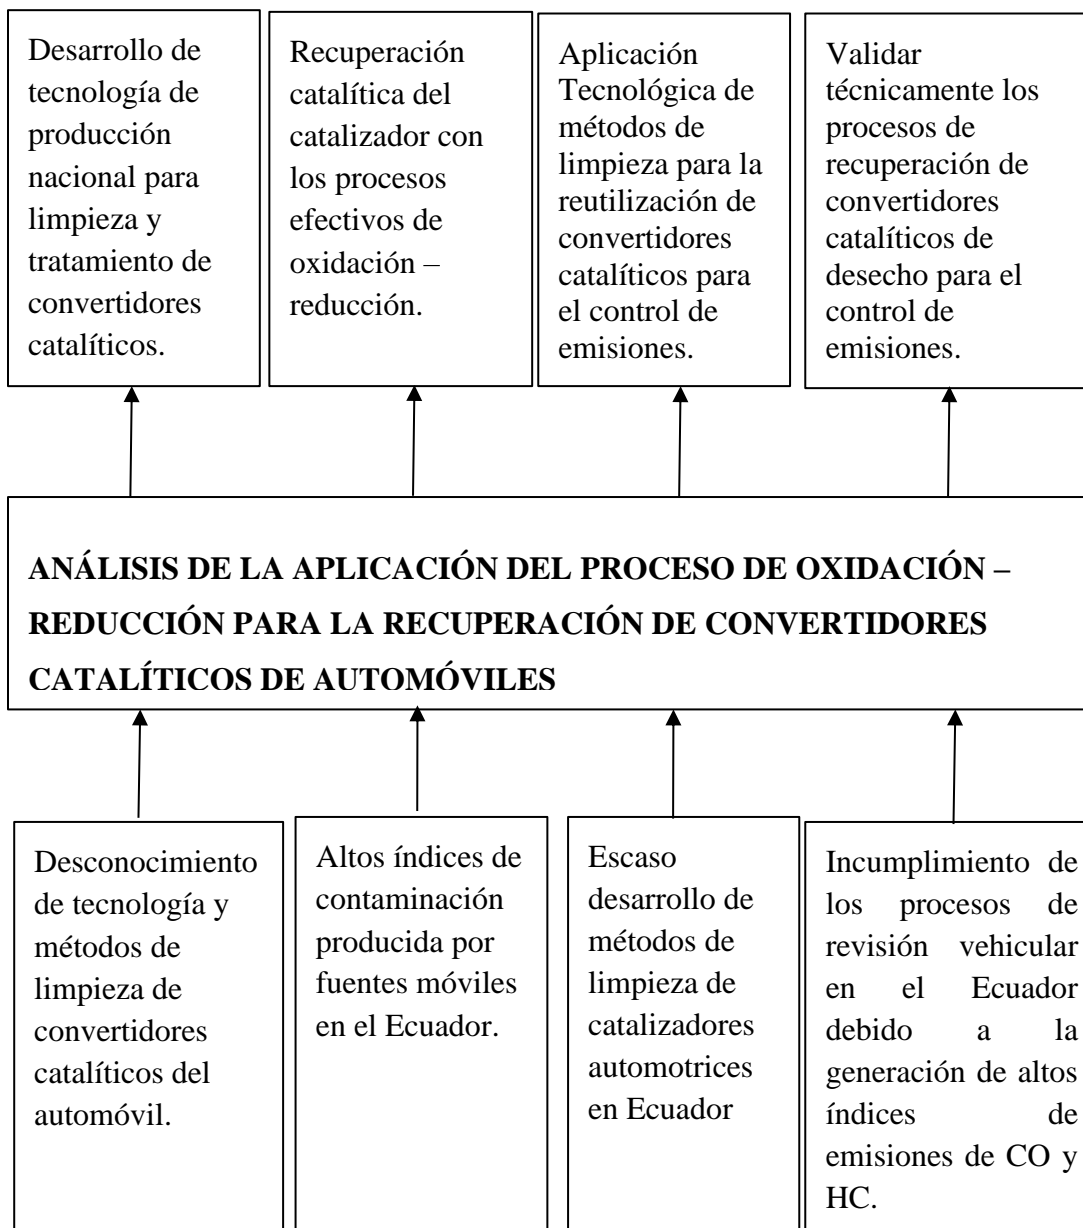 Desarrollo de
tecnología de
producción
nacional para
limpieza y
tratamiento de
convertidores
catalíticos.
Recuperación
catalítica del
catalizador con
los procesos
efectivos de
oxidación –
reducción.
Aplicación
Tecnológica de
métodos de
limpieza para la
reutilización de
convertidores
catalíticos para
el control de
emisiones.
Validar
técnicamente los
procesos de
recuperación de
convertidores
catalíticos de
desecho para el
control de
emisiones.
ANÁLISIS DE LA APLICACIÓN DEL PROCESO DE OXIDACIÓN –
REDUCCIÓN PARA LA RECUPERACIÓN DE CONVERTIDORES
CATALÍTICOS DE AUTOMÓVILES
Desconocimiento
de tecnología y
métodos de
limpieza de
convertidores
catalíticos del
automóvil.
Altos índices de
contaminación
producida por
fuentes móviles
en el Ecuador.
Escaso
desarrollo de
métodos de
limpieza de
catalizadores
automotrices
en Ecuador
Incumplimiento de
los procesos de
revisión vehicular
en el Ecuador
debido a la
generación de altos
índices de
emisiones de CO y
HC.